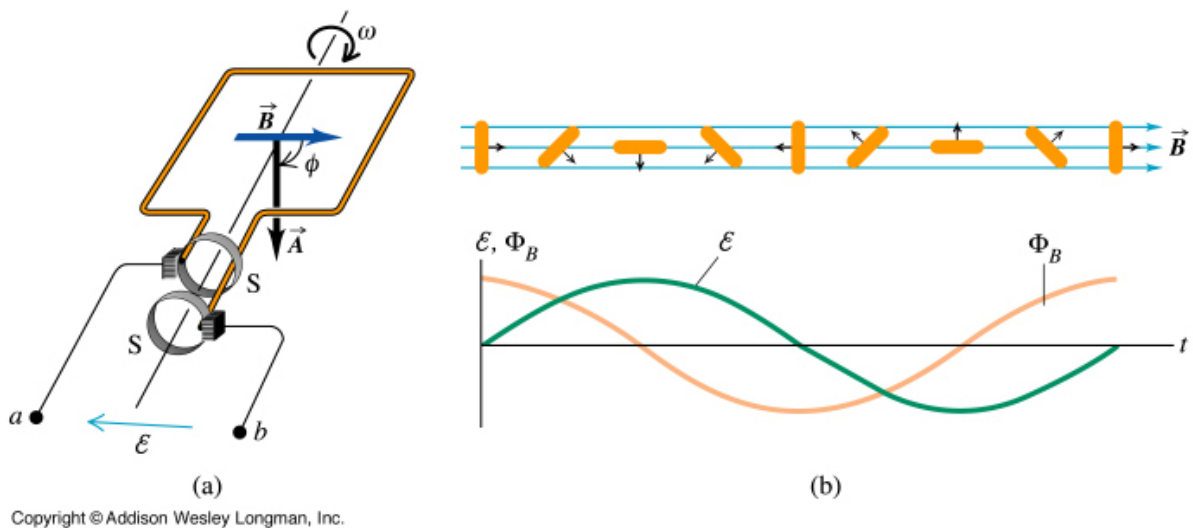 ω
B⃗
ϕ
A⃗
S
S
a
b
ℰ
(a)
B⃗
ℰ, Φ_B
ℰ
Φ_B
t
(b)
Copyright © Addison Wesley Longman, Inc.